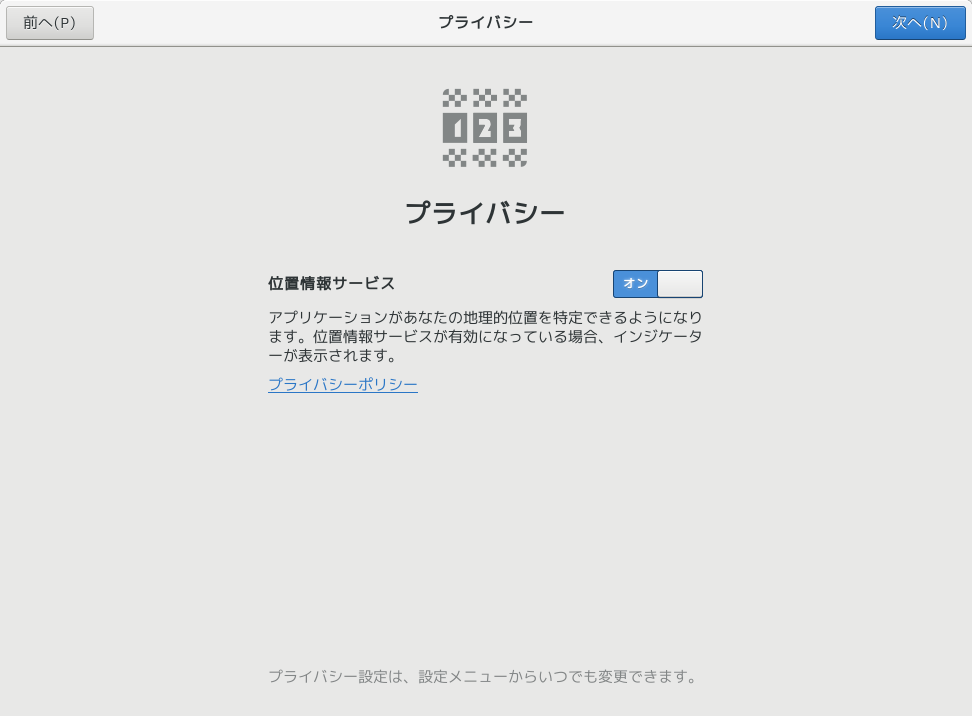 前へ(P)
プライバシー
次へ(N)
1 2 3
プライバシー
位置情報サービス
オン
アプリケーションがあなたの地理的位置を特定できるようになり
ます。位置情報サービスが有効になっている場合、インジケータ
ーが表示されます。
プライバシーポリシー
プライバシー設定は、設定メニューからいつでも変更できます。